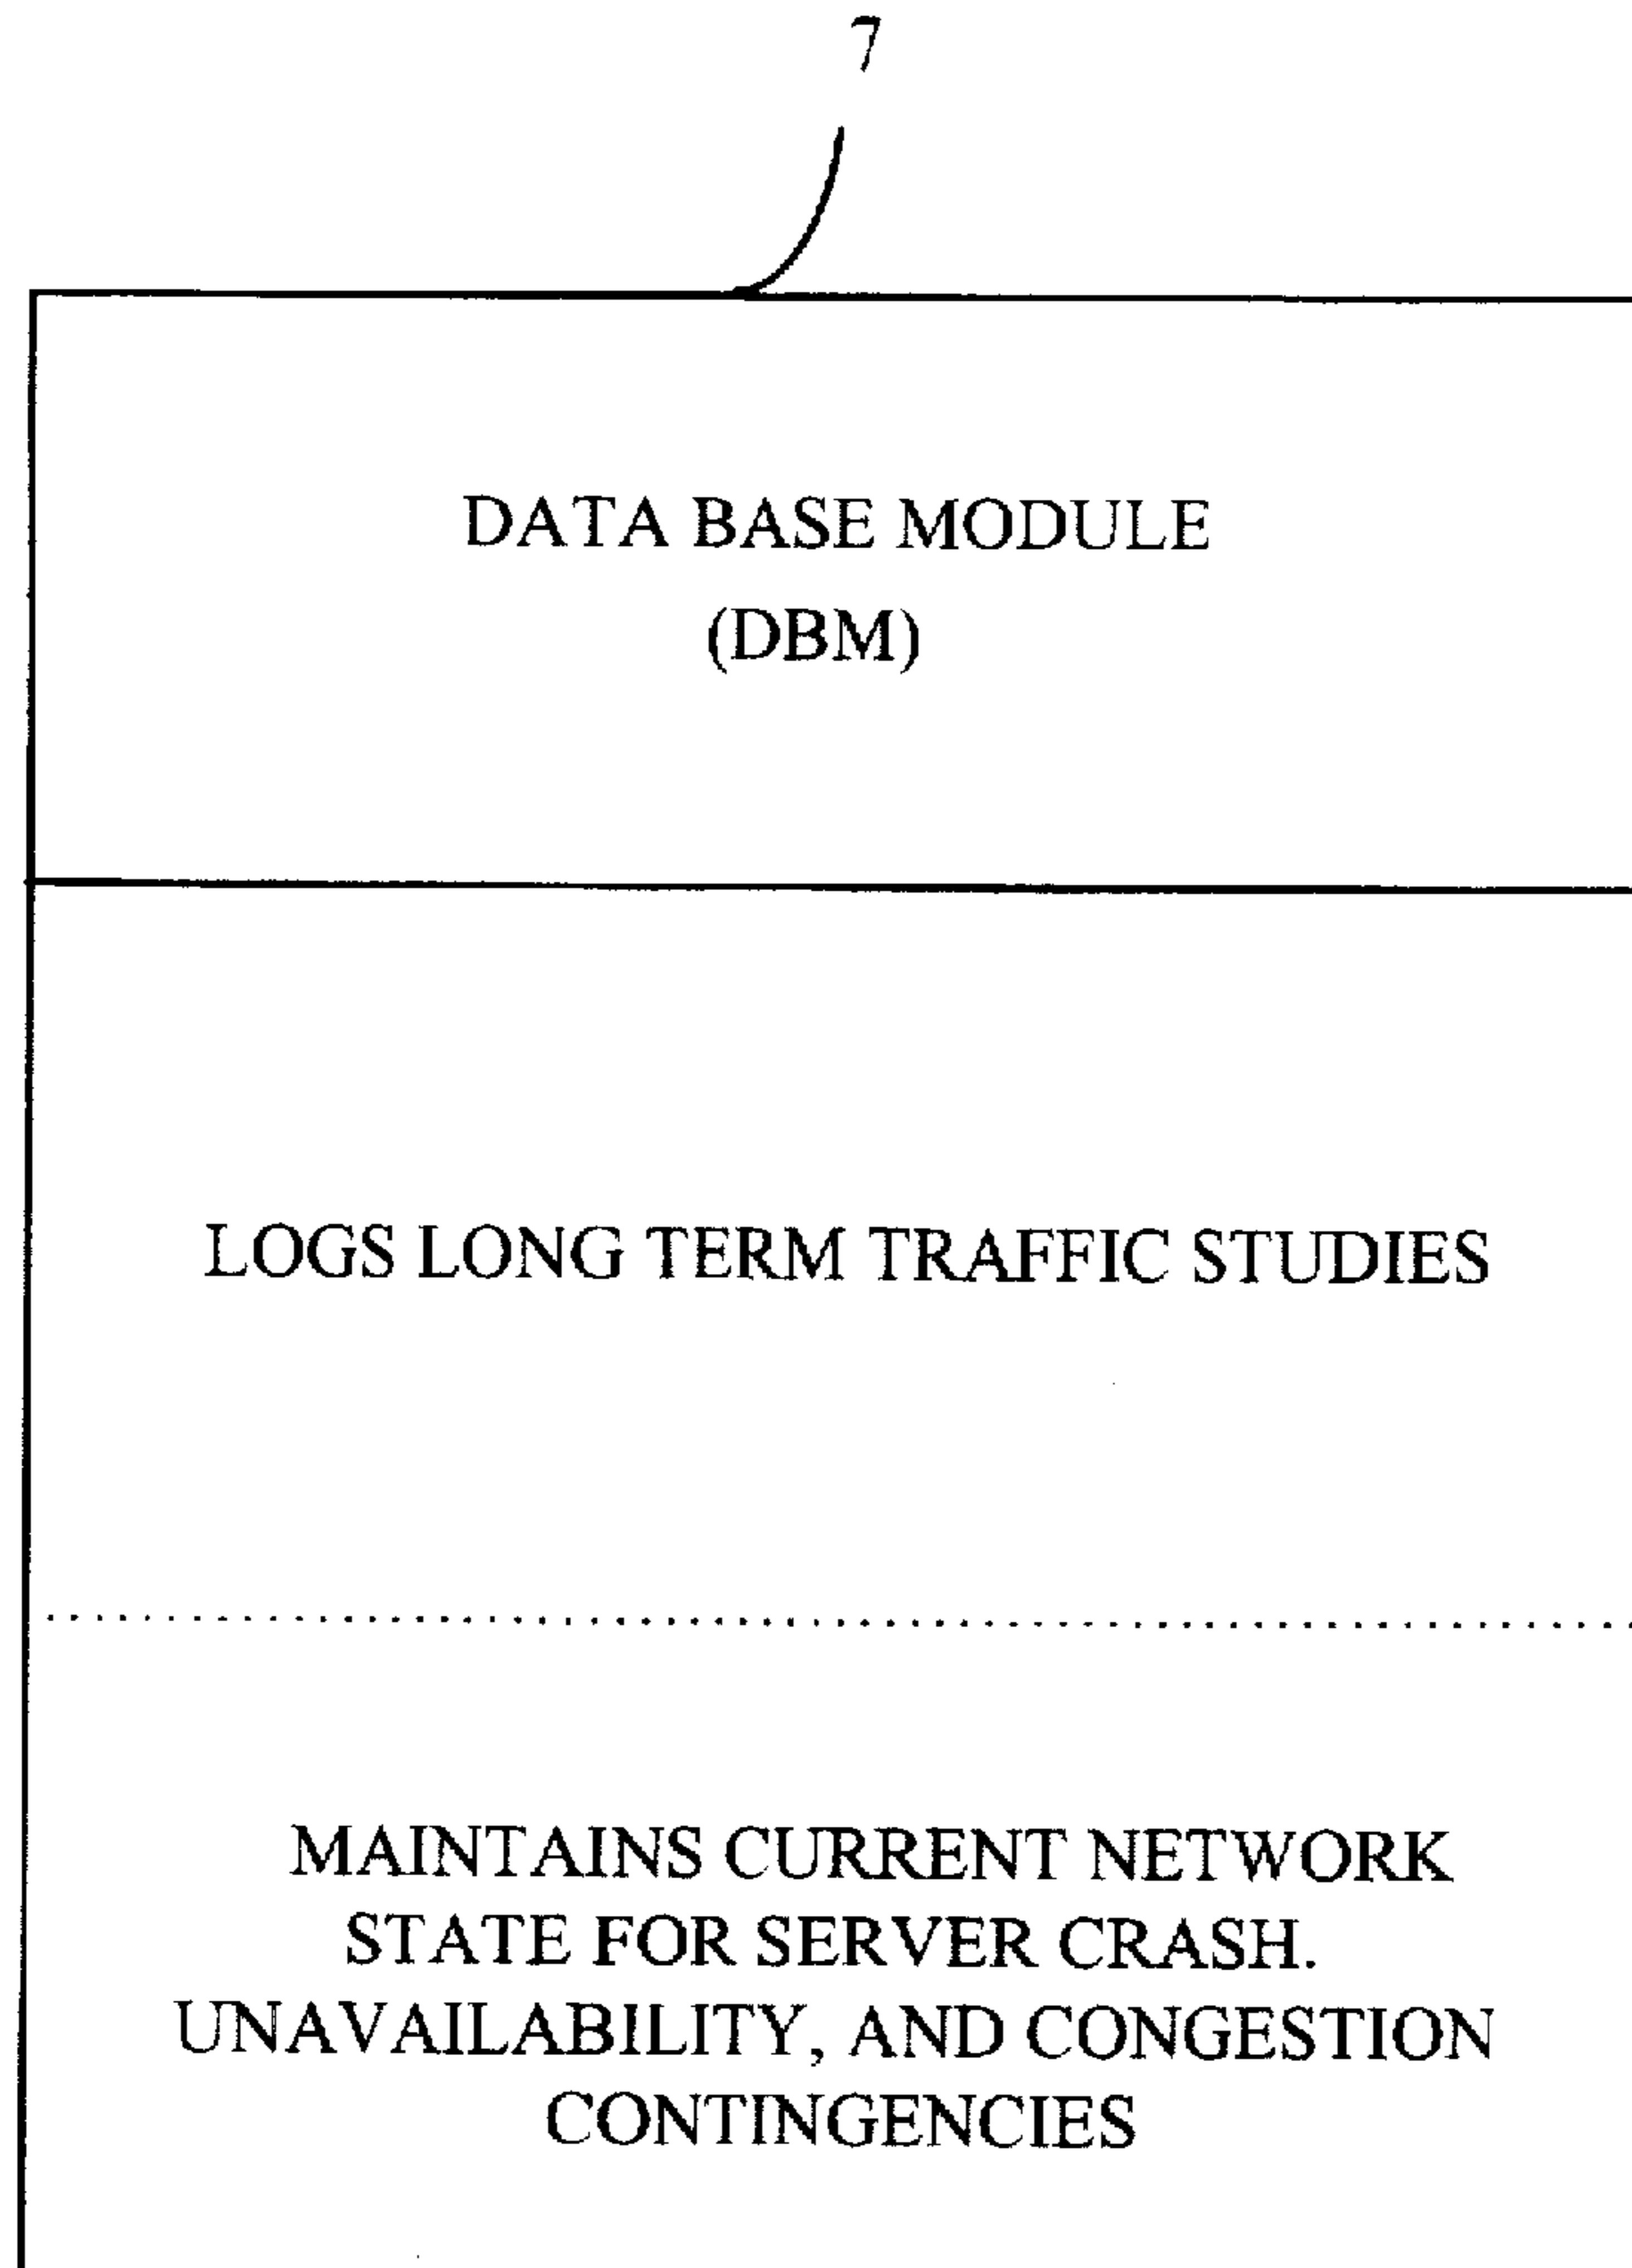 7
DATA BASE MODULE
(DBM)
LOGS LONG TERM TRAFFIC STUDIES
MAINTAINS CURRENT NETWORK
STATE FOR SERVER CRASH.
UNAVAILABILITY, AND CONGESTION
CONTINGENCIES